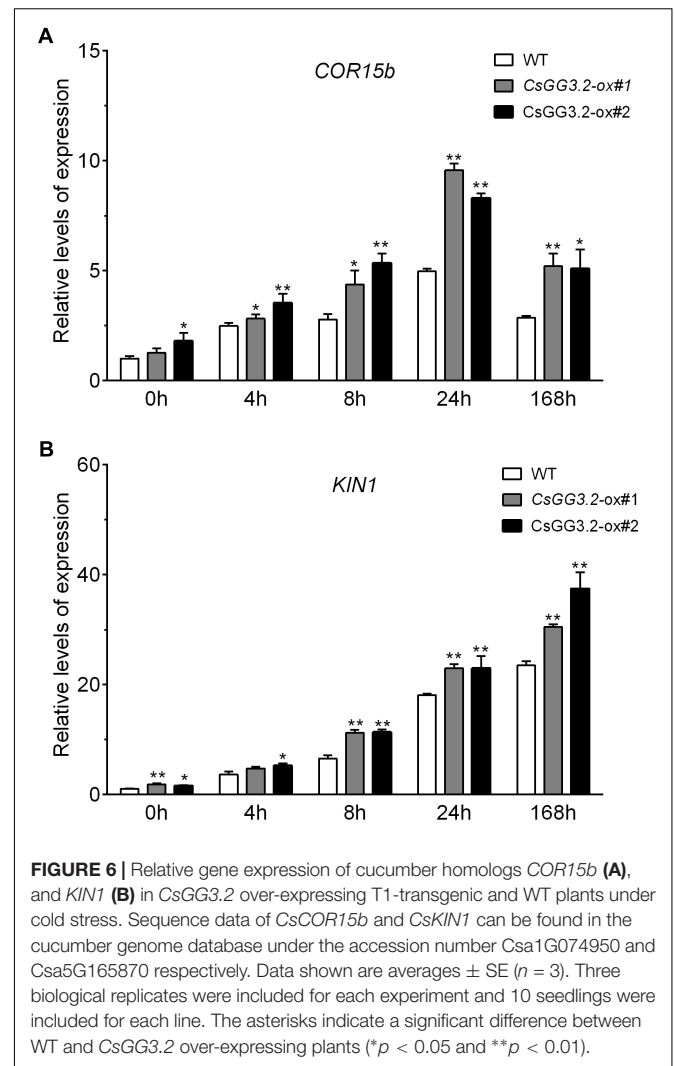 A
15
COR15b
WT
CsGG3.2-ox#1
CsGG3.2-ox#2
10
5
0
Relative levels of expression
**
**
**
**
*
*
**
*
*
**
0h
4h
8h
24h
168h
B
60
KIN1
WT
CsGG3.2-ox#1
CsGG3.2-ox#2
40
20
0
Relative levels of expression
**
**
**
**
**
**
**
*
*
0h
4h
8h
24h
168h
FIGURE 6 | Relative gene expression of cucumber homologs COR15b (A),
and KIN1 (B) in CsGG3.2 over-expressing T1-transgenic and WT plants under
cold stress. Sequence data of CsCOR15b and CsKIN1 can be found in the
cucumber genome database under the accession number Csa1G074950 and
Csa5G165870 respectively. Data shown are averages ± SE (n = 3). Three
biological replicates were included for each experiment and 10 seedlings were
included for each line. The asterisks indicate a significant difference between
WT and CsGG3.2 over-expressing plants (*p < 0.05 and **p < 0.01).